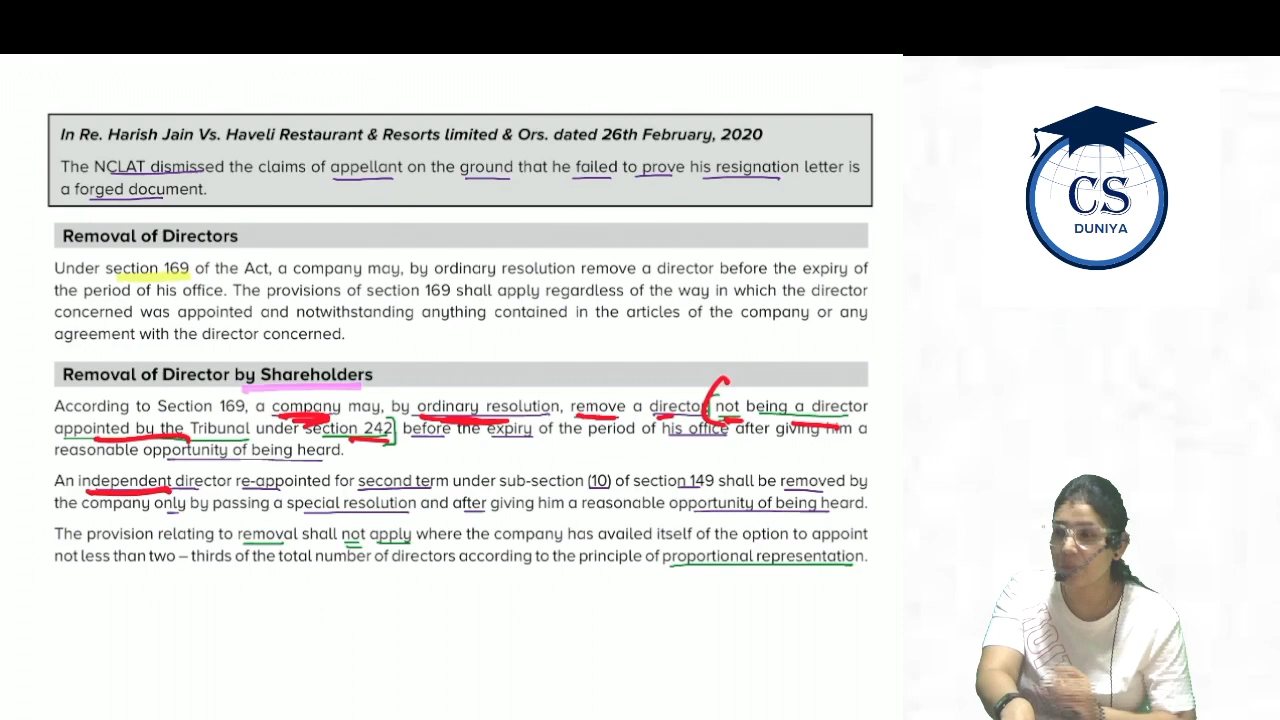 In Re. Harish Jain Vs. Haveli Restaurant & Resorts limited & Ors. dated 26th February, 2020
The NCLAT dismissed the claims of appellant on the ground that he failed to prove his resignation letter is
a forged document.
Removal of Directors
Under section 169 of the Act, a company may, by ordinary resolution remove a director before the expiry of
the period of his office. The provisions of section 169 shall apply regardless of the way in which the director
concerned was appointed and notwithstanding anything contained in the articles of the company or any
agreement with the director concerned.
Removal of Director by Shareholders
According to Section 169, a company may, by ordinary resolution, remove a director not being a director
appointed by the Tribunal under section 242, before the expiry of the period of his office after giving him a
reasonable opportunity of being heard.
An independent director re-appointed for second term under sub-section (10) of section 149 shall be removed by
the company only by passing a special resolution and after giving him a reasonable opportunity of being heard.
The provision relating to removal shall not apply where the company has availed itself of the option to appoint
not less than two – thirds of the total number of directors according to the principle of proportional representation.
CS
DUNIYA